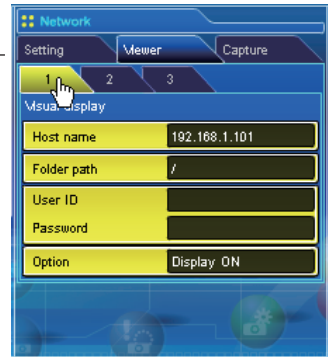 Network
Setting Viewer Capture
1 2 3
Visual display
Host name 192.168.1.101
Folder path /
User ID
Password
Option Display ON